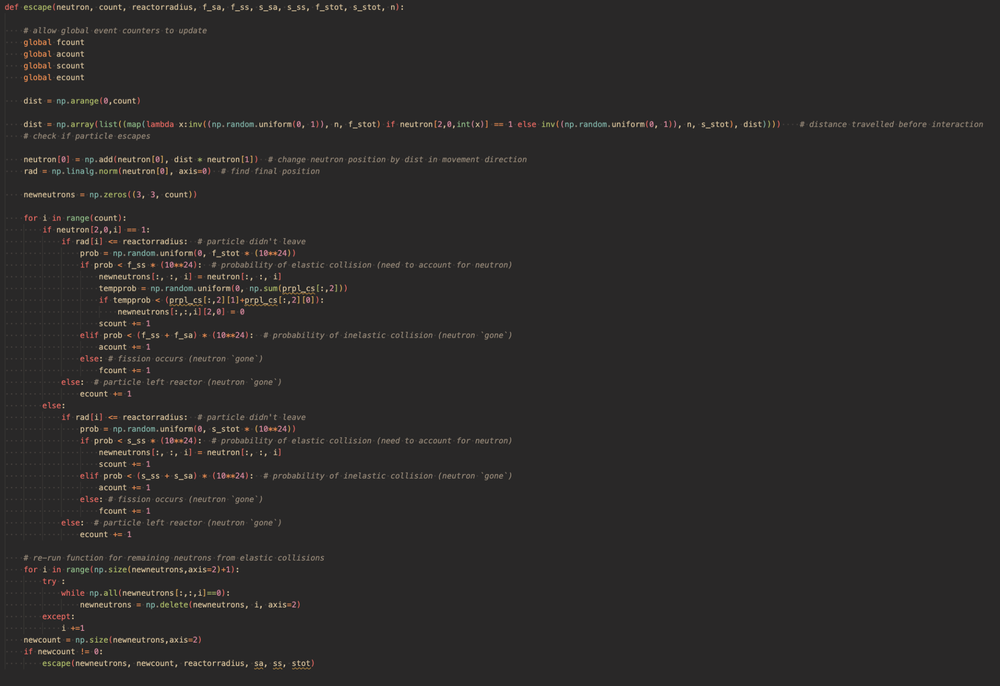 def escape(neutron, count, reactorradius, f_sa, f_ss, s_sa, s_ss, f_stot, s_stot, n):

    # allow global event counters to update
    global fcount
    global acount
    global scount
    global ecount

    dist = np.arange(0,count)

    dist = np.array(list((map(lambda x:inv((np.random.uniform(0, 1)), n, f_stot) if neutron[2,0,int(x)] == 1 else inv((np.random.uniform(0, 1)), n, s_stot), dist))))    # distance travelled before interaction
    # check if particle escapes

    neutron[0] = np.add(neutron[0], dist * neutron[1])  # change neutron position by dist in movement direction
    rad = np.linalg.norm(neutron[0], axis=0)  # find final position

    newneutrons = np.zeros((3, 3, count))

    for i in range(count):
        if neutron[2,0,i] == 1:
            if rad[i] <= reactorradius:  # particle didn't leave
                prob = np.random.uniform(0, f_stot * (10**24))
                if prob < f_ss * (10**24):  # probability of elastic collision (need to account for neutron)
                    newneutrons[:, :, i] = neutron[:, :, i]
                    tempprob = np.random.uniform(0, np.sum(prpl_cs[:,2]))
                    if tempprob < (prpl_cs[:,2][1]+prpl_cs[:,2][0]):
                        newneutrons[:,:,i][2,0] = 0
                    scount += 1
                elif prob < (f_ss + f_sa) * (10**24):  # probability of inelastic collision (neutron `gone`)
                    acount += 1
                else: # fission occurs (neutron `gone`)
                    fcount += 1
            else:  # particle left reactor (neutron `gone`)
                ecount += 1
        else:
            if rad[i] <= reactorradius:  # particle didn't leave
                prob = np.random.uniform(0, s_stot * (10**24))
                if prob < s_ss * (10**24):  # probability of elastic collision (need to account for neutron)
                    newneutrons[:, :, i] = neutron[:, :, i]
                    scount += 1
                elif prob < (s_ss + s_sa) * (10**24):  # probability of inelastic collision (neutron `gone`)
                    acount += 1
                else: # fission occurs (neutron `gone`)
                    fcount += 1
            else:  # particle left reactor (neutron `gone`)
                ecount += 1

    # re-run function for remaining neutrons from elastic collisions
    for i in range(np.size(newneutrons,axis=2)+1):
        try :
            while np.all(newneutrons[:,:,i]==0):
                newneutrons = np.delete(newneutrons, i, axis=2)
        except:
            i +=1
    newcount = np.size(newneutrons,axis=2)
    if newcount != 0:
        escape(newneutrons, newcount, reactorradius, sa, ss, stot)